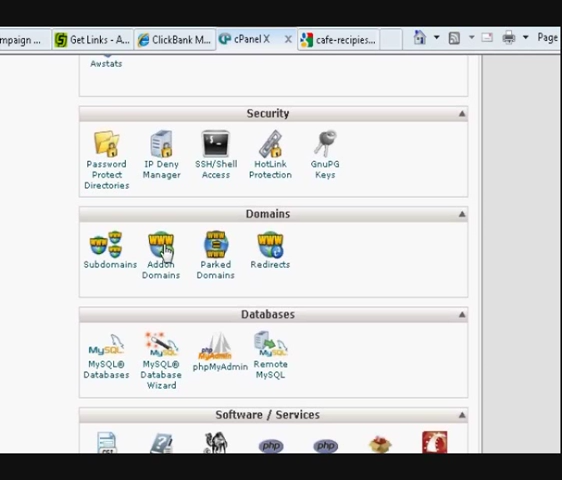 mpaign ...
Get Links - A...
ClickBank M...
cPanel X
X
cafe-recipies...
Page
Avstats
Security
Password Protect Directories
IP Deny Manager
SSH/Shell Access
HotLink Protection
GnuPG Keys
Domains
Subdomains
Addon Domains
Parked Domains
Redirects
Databases
MySQL® Databases
MySQL® Database Wizard
phpMyAdmin
Remote MySQL
Software / Services